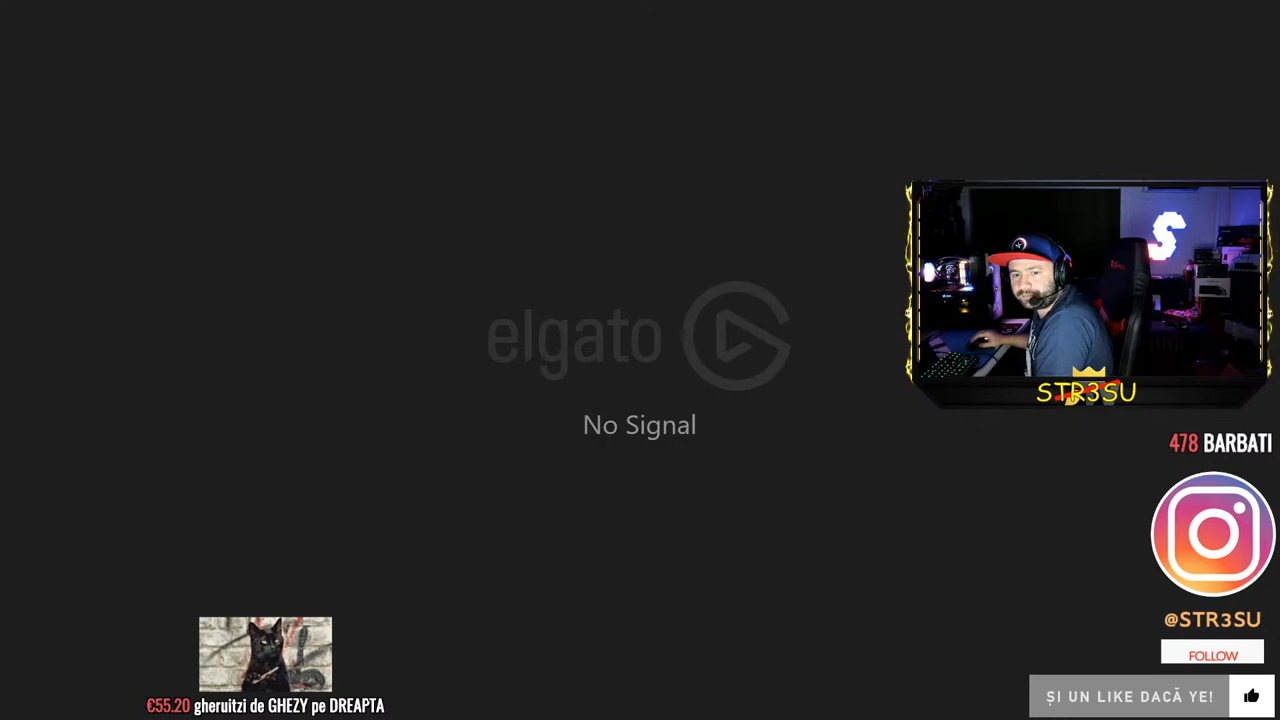 elgato
No Signal
STR3SU
478 BARBATI
@STR3SU
FOLLOW
ȘI UN LIKE DACĂ YE!
€55.20 gheruitzi de GHEZY pe DREAPTA